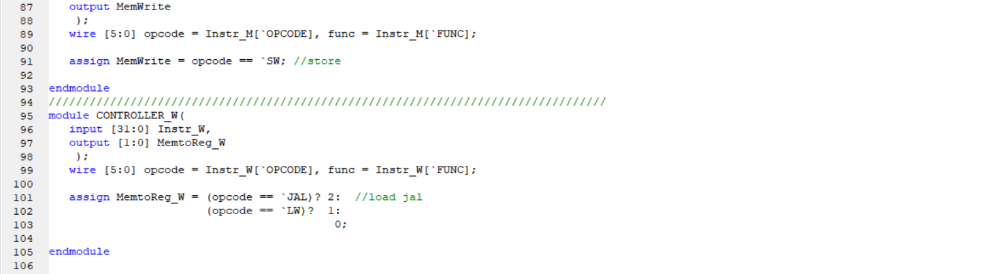 87 output MemWrite
88 );
89 wire [5:0] opcode = Instr_M[`OPCODE], func = Instr_M[`FUNC];
90
91 assign MemWrite = opcode == `SW; //store
92
93 endmodule
94 //////////////////////////////////////////////////////////////////////////////////
95 module CONTROLLER_W(
96 input [31:0] Instr_W,
97 output [1:0] MemtoReg_W
98 );
99 wire [5:0] opcode = Instr_W[`OPCODE], func = Instr_W[`FUNC];
100
101 assign MemtoReg_W = (opcode == `JAL)? 2: //load jal
102 (opcode == `LW)? 1:
103 0;
104
105 endmodule
106